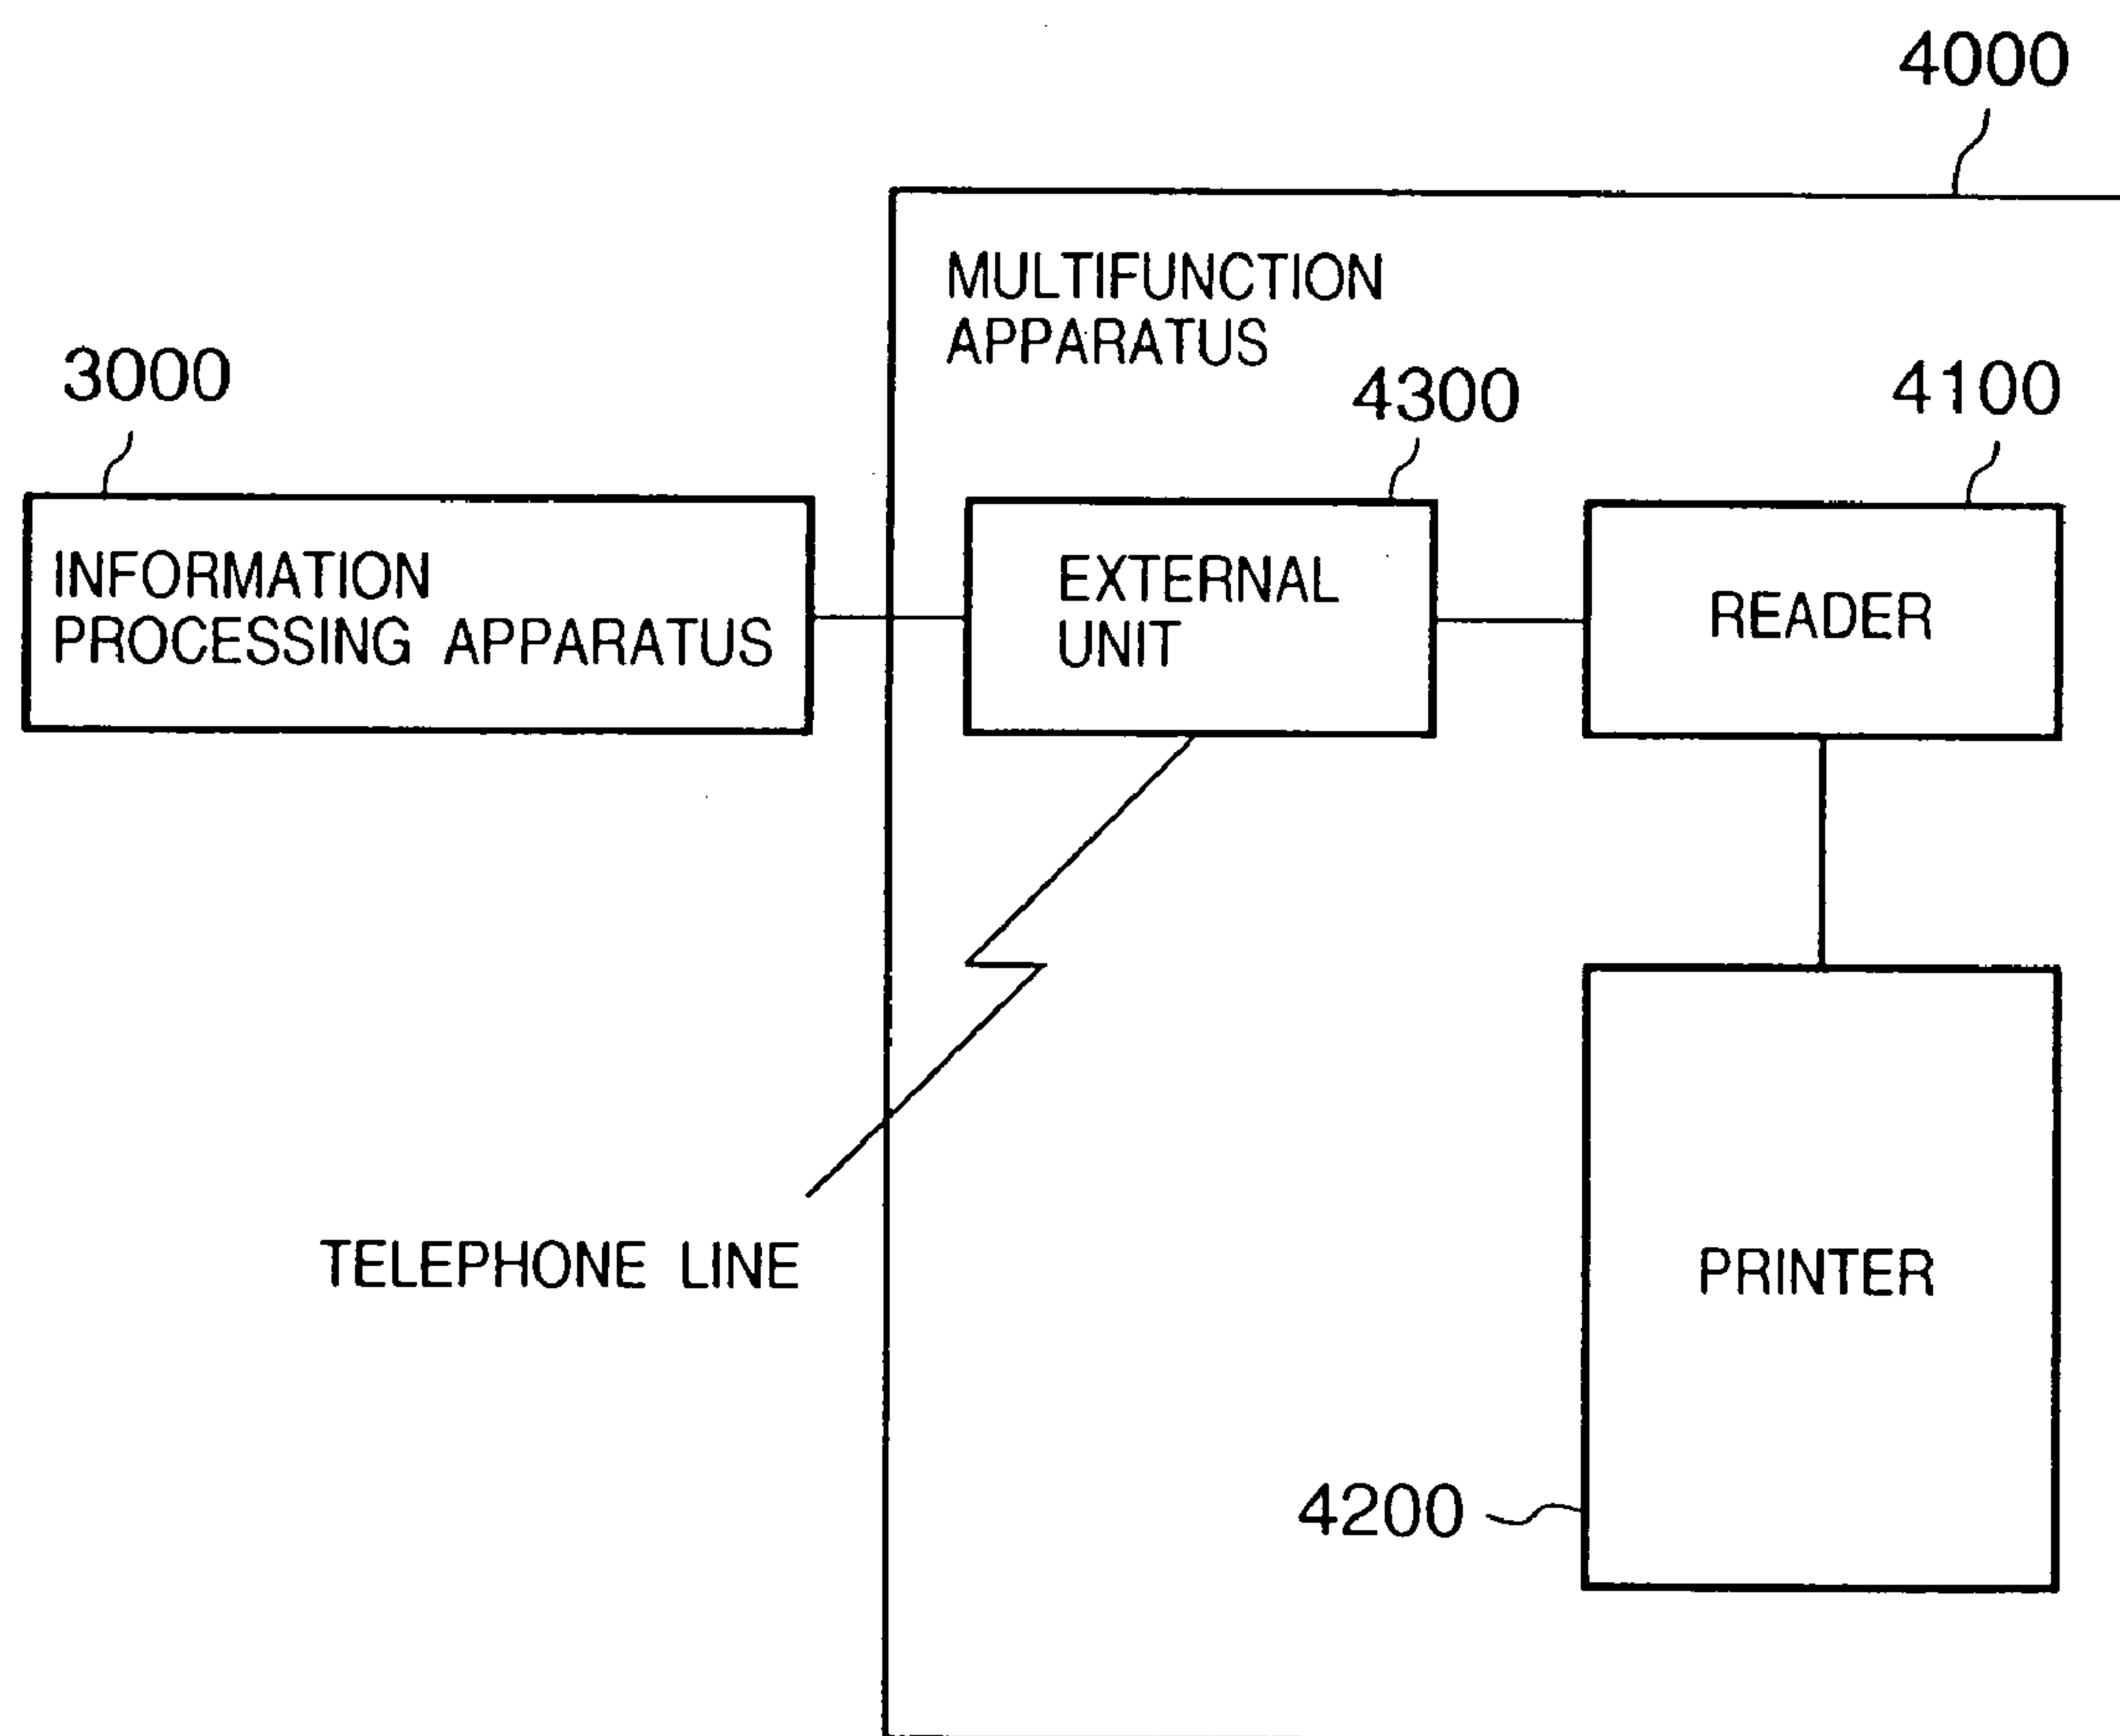 4000
MULTIFUNCTION
APPARATUS
3000
4300
4100
INFORMATION
PROCESSING APPARATUS
EXTERNAL
UNIT
READER
TELEPHONE LINE
PRINTER
4200